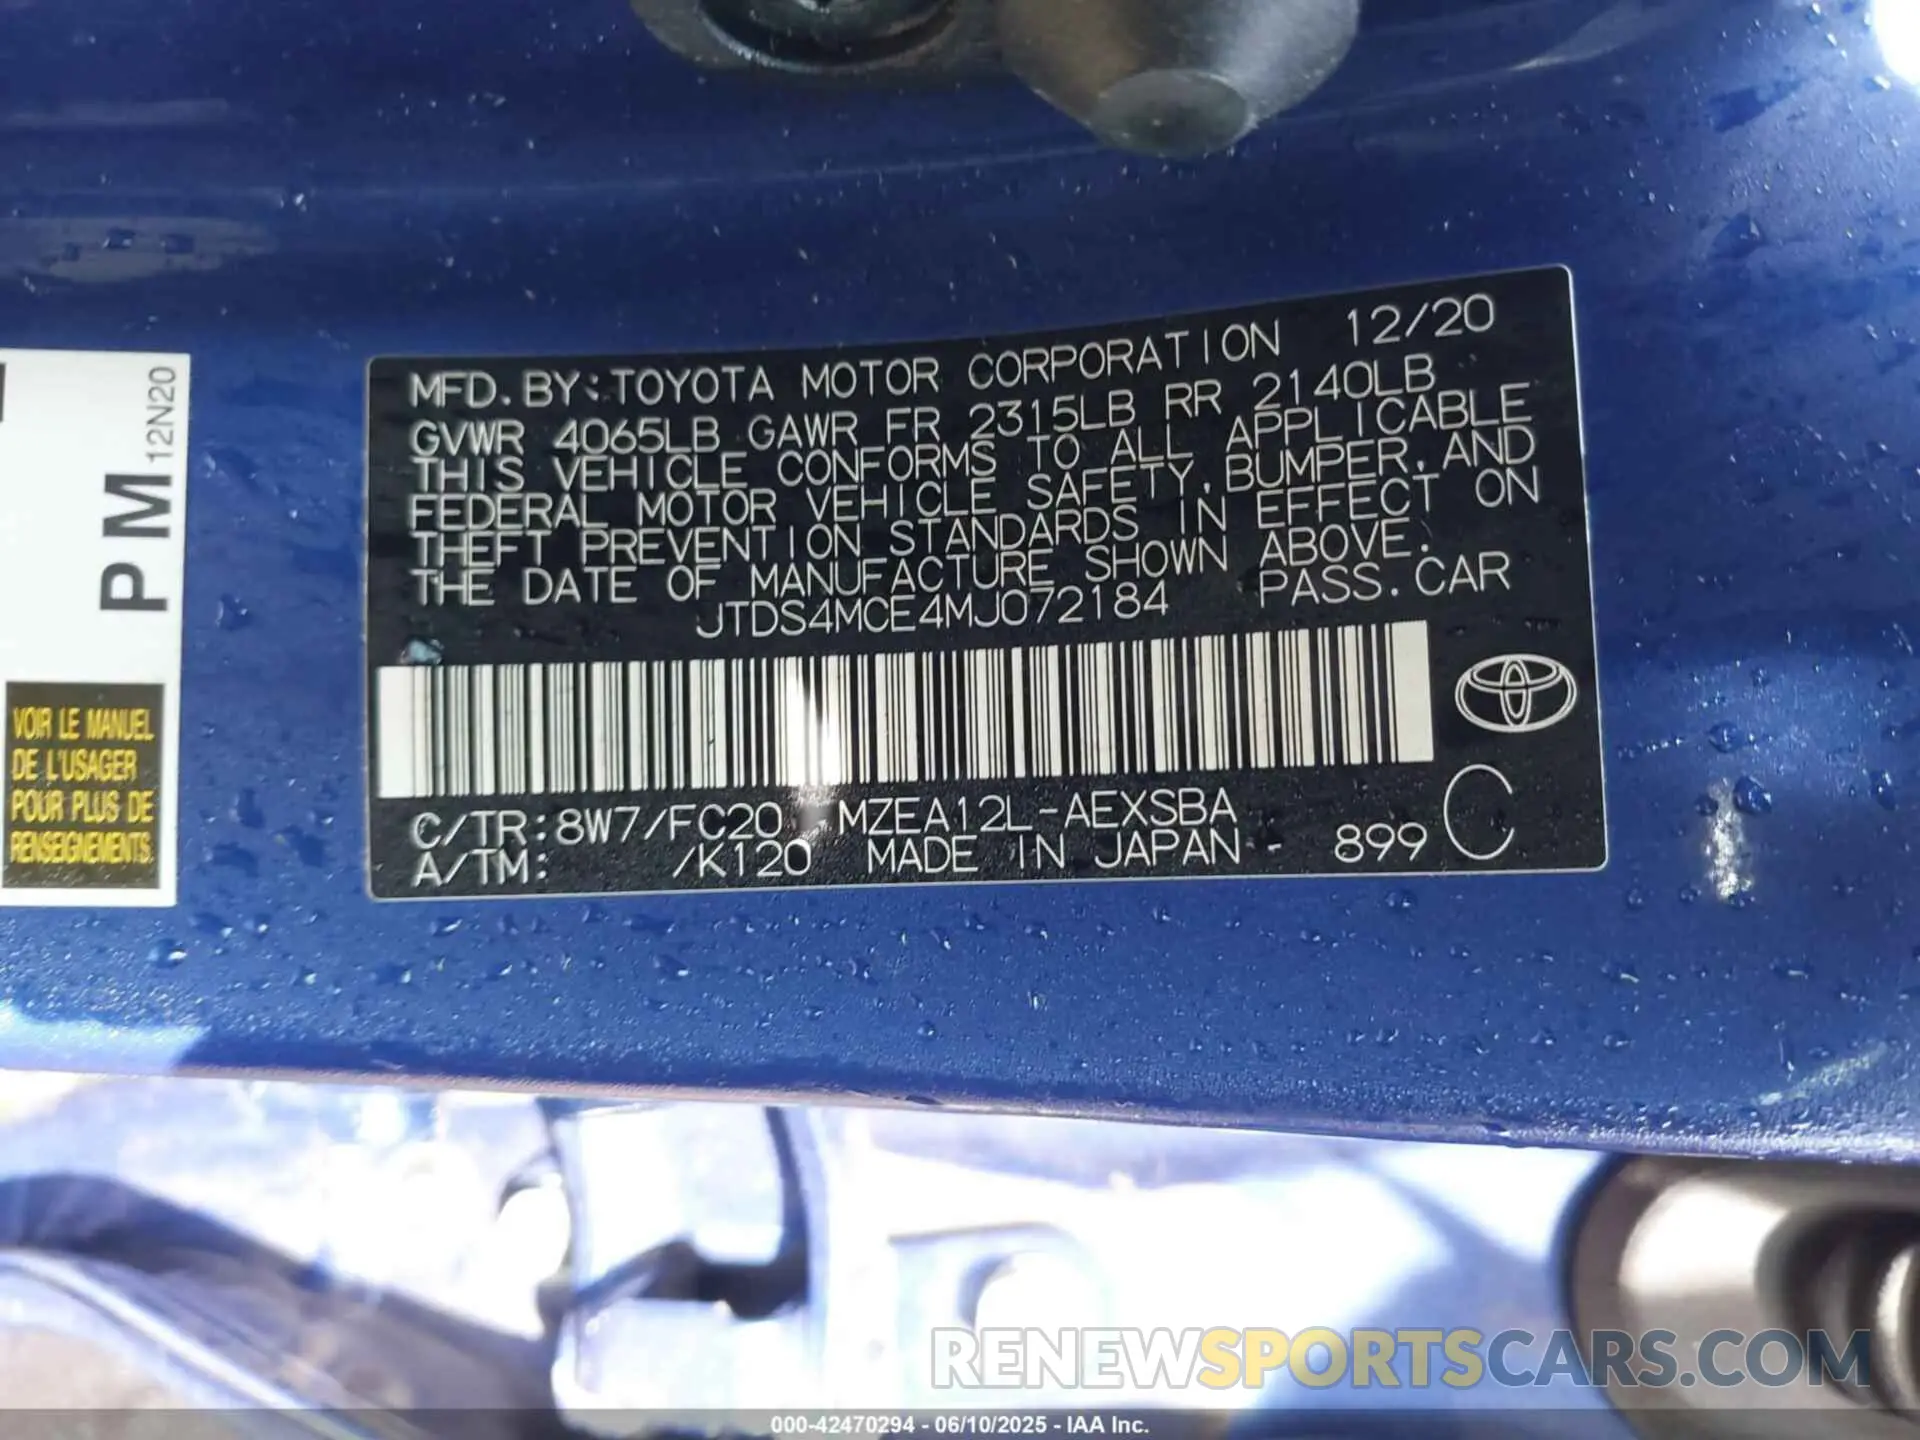 MFD. BY: TOYOTA MOTOR CORPORATION 12/20
GVWR 4065LB GAWR FR 2315LB RR 2140LB
THIS VEHICLE CONFORMS TO ALL APPLICABLE
FEDERAL MOTOR VEHICLE SAFETY, BUMPER, AND
THEFT PREVENTION STANDARDS IN EFFECT ON
THE DATE OF MANUFACTURE SHOWN ABOVE.
JTDS4MCE4MJ072184 PASS. CAR
C/TR: 8W7/FC20 MZEA12L-AEXSBA
A/TM: /K120 MADE IN JAPAN 899 C
PM 12N20
VOIR LE MANUEL
DE L'USAGER
POUR PLUS DE
RENSEIGNEMENTS
RENEWSPORTSCARS.COM
000-42470294 - 06/10/2025 - IAA Inc.